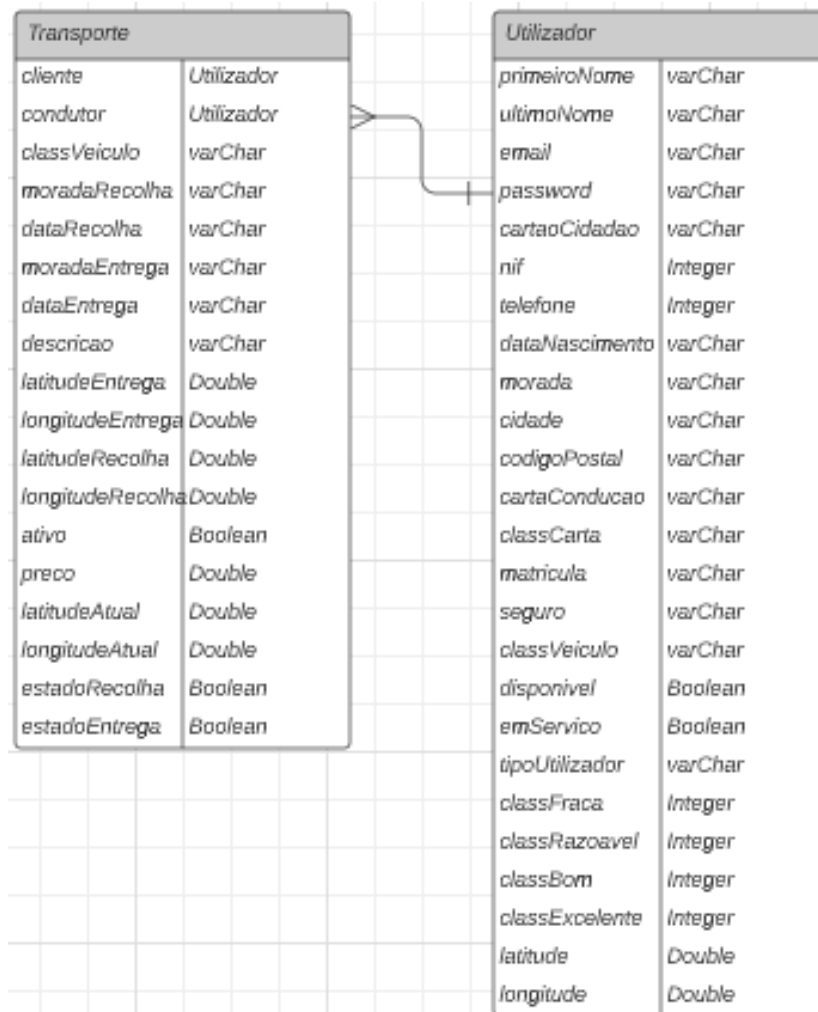 Transporte
cliente Utilizador
condutor Utilizador
classVeiculo varChar
moradaRecolha varChar
dataRecolha varChar
moradaEntrega varChar
dataEntrega varChar
descricao varChar
latitudeEntrega Double
longitudeEntrega Double
latitudeRecolha Double
longitudeRecolha Double
ativo Boolean
preco Double
latitudeAtual Double
longitudeAtual Double
estadoRecolha Boolean
estadoEntrega Boolean
Utilizador
primeiroNome varChar
ultimoNome varChar
email varChar
password varChar
cartaoCidadao varChar
nif Integer
telefone Integer
dataNascimento varChar
morada varChar
cidade varChar
codigoPostal varChar
cartaConducao varChar
classCarta varChar
matricula varChar
seguro varChar
classVeiculo varChar
disponivel Boolean
emServico Boolean
tipoUtilizador varChar
classFraca Integer
classRazoavel Integer
classBom Integer
classExcelente Integer
latitude Double
longitude Double